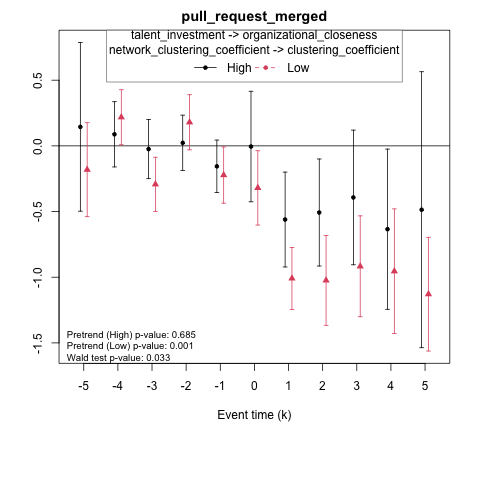 pull_request_merged
talent_investment -> organizational_closeness
network_clustering_coefficient -> clustering_coefficient
High Low
0.5
0.0
-0.5
-1.0
-1.5
Pretrend (High) p-value: 0.685
Pretrend (Low) p-value: 0.001
Wald test p-value: 0.033
-5 -4 -3 -2 -1 0 1 2 3 4 5
Event time (k)